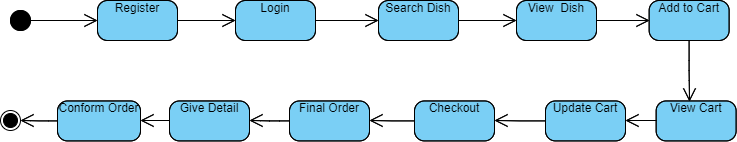 Register
Login
Search Dish
View  Dish
Add to Cart
View Cart
Update Cart
Checkout
Final Order
Give Detail
Conform Order